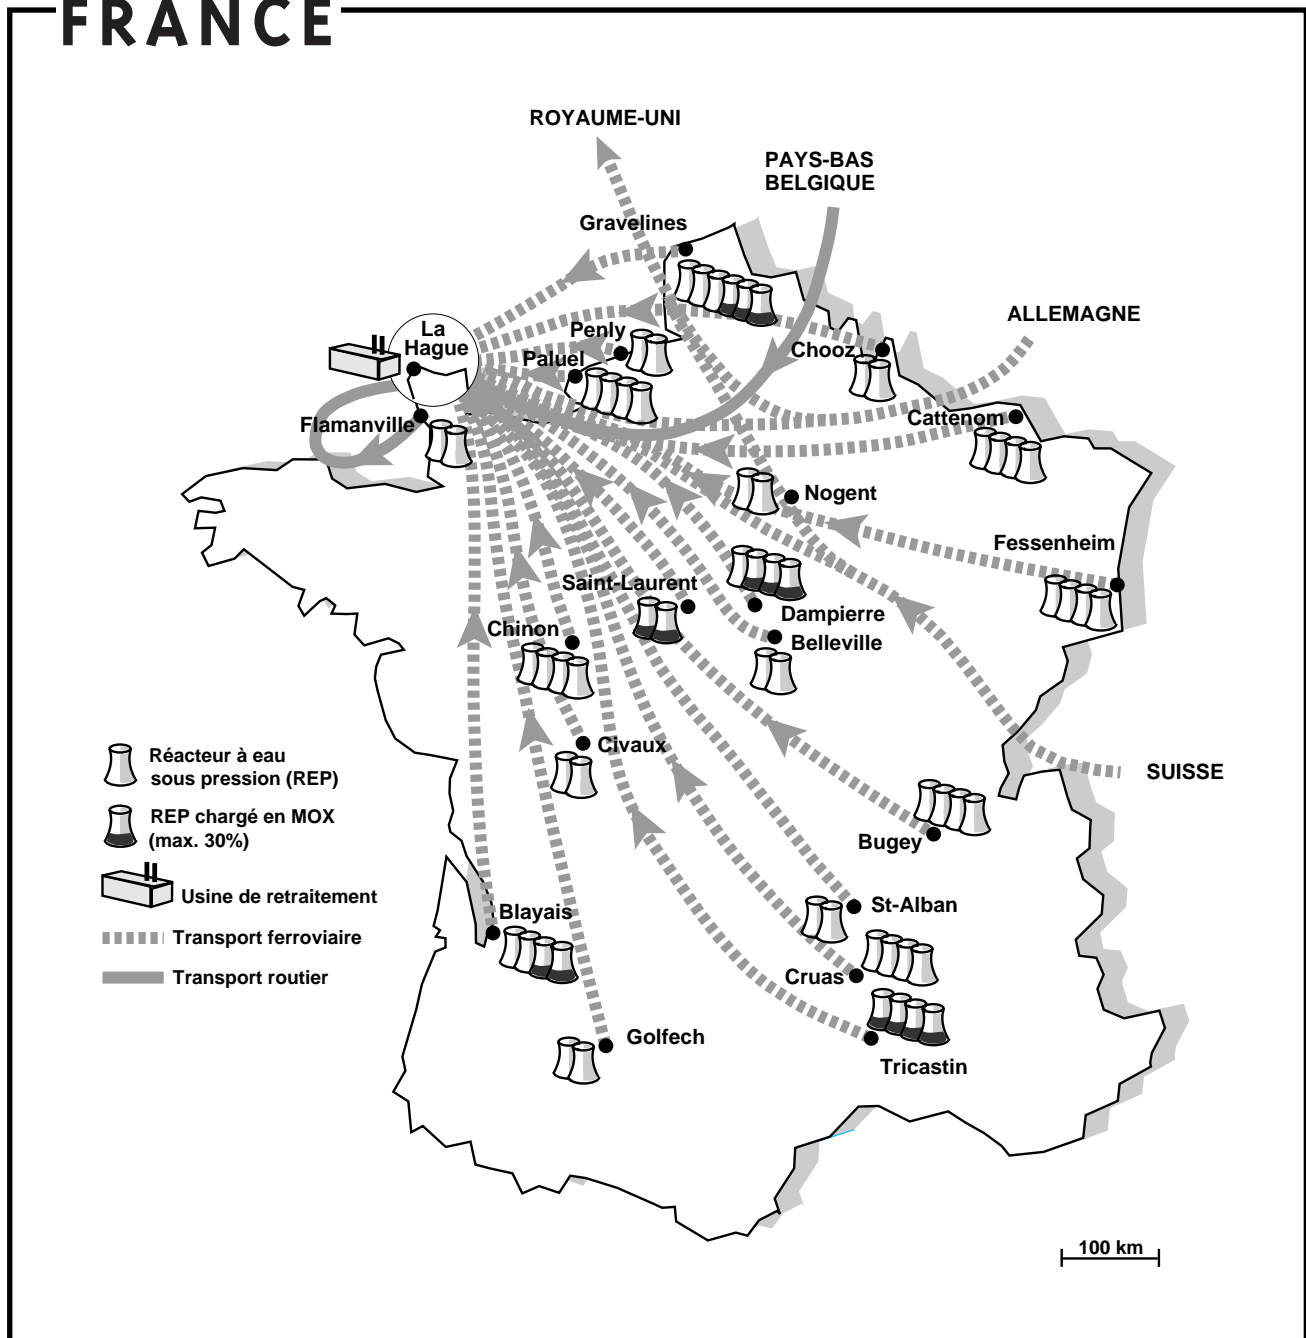 FRANCE
ROYAUME-UNI
PAYS-BAS
BELGIQUE
Gravelines
ALLEMAGNE
La
Hague
Penly
Paluel
Chooz
Flamanville
Cattenom
Nogent
Fessenheim
Saint-Laurent
Dampierre
Chinon
Belleville
Civaux
Réacteur à eau
sous pression (REP)
SUISSE
REP chargé en MOX
(max. 30%)
Bugey
Usine de retraitement
St-Alban
Blayais
Transport ferroviaire
Transport routier
Cruas
Golfech
Tricastin
100 km